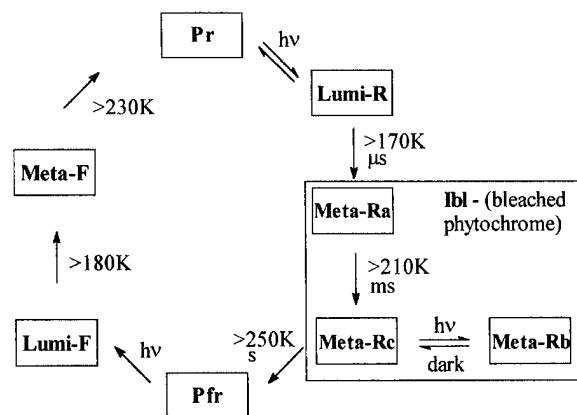 Pr
hν
Lumi-R
>170K
μs
Ibl - (bleached
phytochrome)
Meta-Ra
>210K
ms
Meta-Rc
hν
dark
Meta-Rb
>250K
s
Pfr
hν
Lumi-F
>180K
Meta-F
>230K